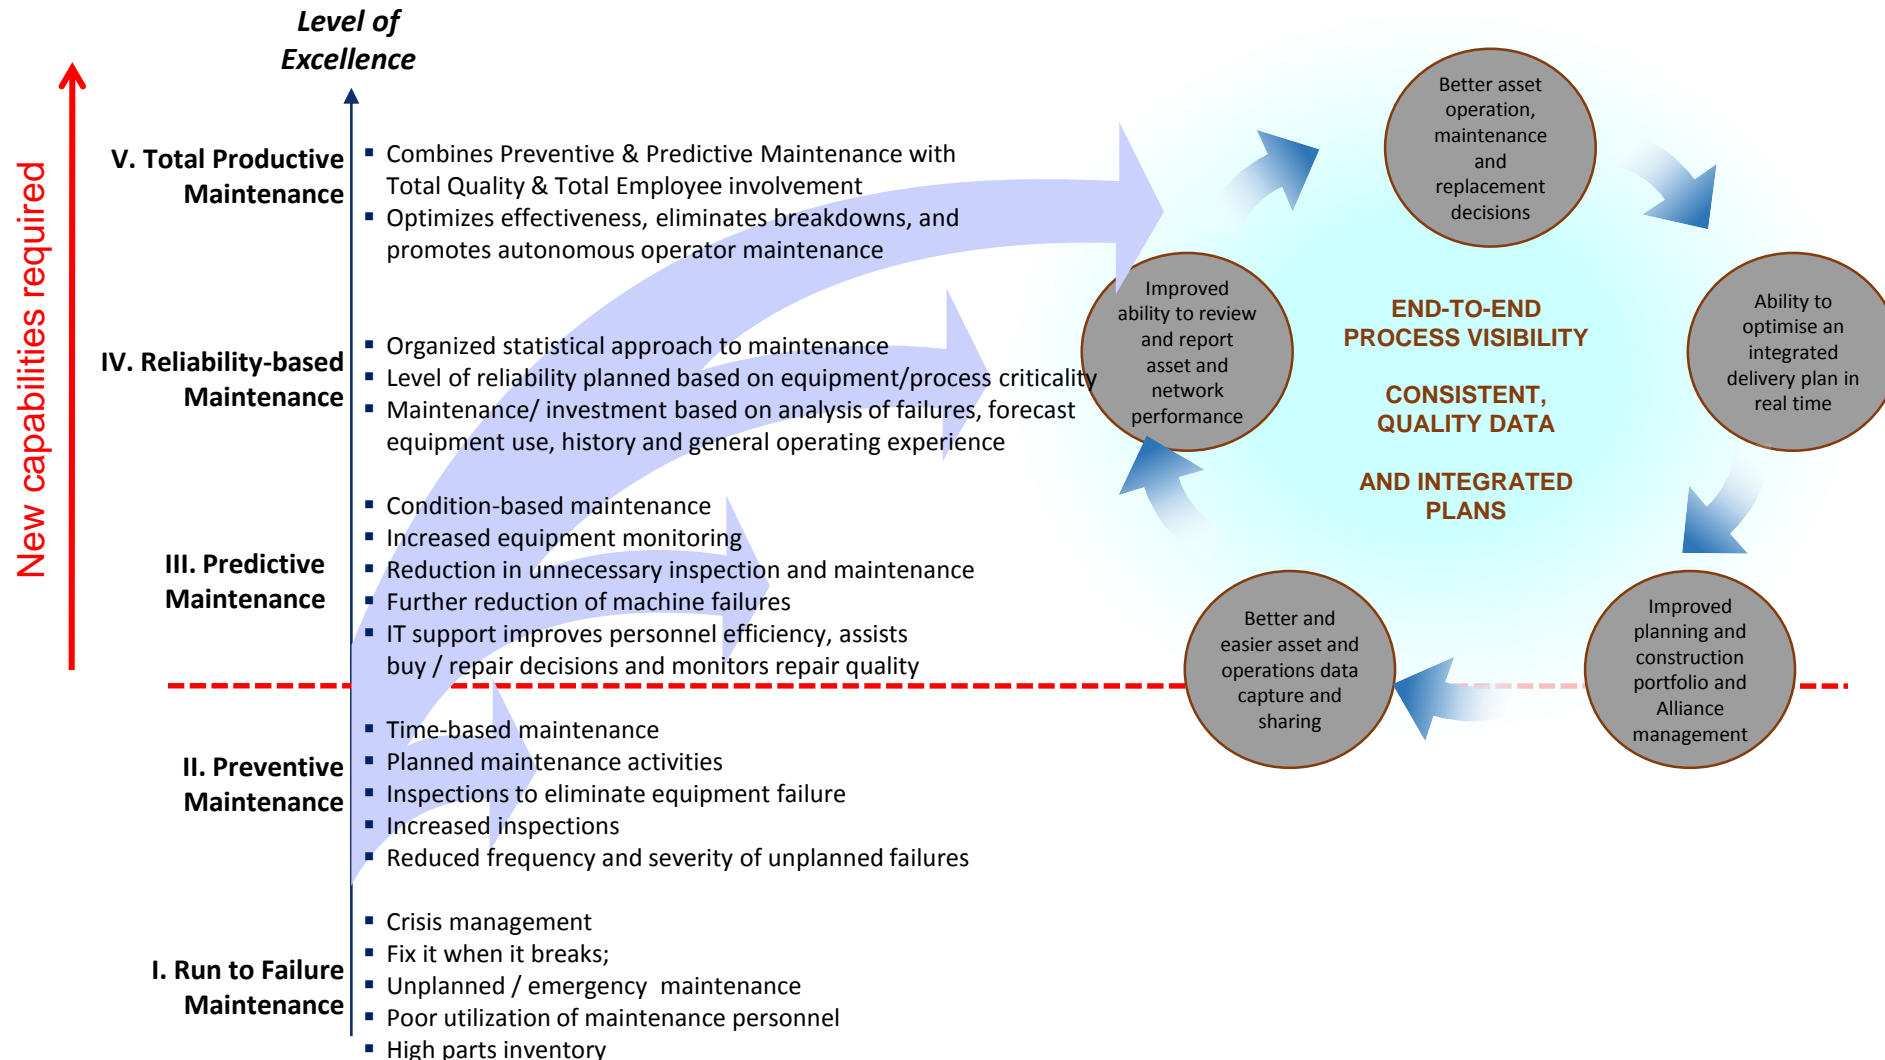 Level of
Excellence
New capabilities required
V. Total Productive
Maintenance
▪ Combines Preventive & Predictive Maintenance with
Total Quality & Total Employee involvement
▪ Optimizes effectiveness, eliminates breakdowns, and
promotes autonomous operator maintenance
IV. Reliability-based
Maintenance
▪ Organized statistical approach to maintenance
▪ Level of reliability planned based on equipment/process criticality
▪ Maintenance/ investment based on analysis of failures, forecast
equipment use, history and general operating experience
III. Predictive
Maintenance
▪ Condition-based maintenance
▪ Increased equipment monitoring
▪ Reduction in unnecessary inspection and maintenance
▪ Further reduction of machine failures
▪ IT support improves personnel efficiency, assists
buy / repair decisions and monitors repair quality
II. Preventive
Maintenance
▪ Time-based maintenance
▪ Planned maintenance activities
▪ Inspections to eliminate equipment failure
▪ Increased inspections
▪ Reduced frequency and severity of unplanned failures
I. Run to Failure
Maintenance
▪ Crisis management
▪ Fix it when it breaks;
▪ Unplanned / emergency  maintenance
▪ Poor utilization of maintenance personnel
▪ High parts inventory
Better asset
operation,
maintenance
and
replacement
decisions
Ability to
optimise an
integrated
delivery plan in
real time
Improved
planning and
construction
portfolio and
Alliance
management
Better and
easier asset and
operations data
capture and
sharing
Improved
ability to review
and report
asset and
network
performance
END-TO-END
PROCESS VISIBILITY
CONSISTENT,
QUALITY DATA
AND INTEGRATED
PLANS